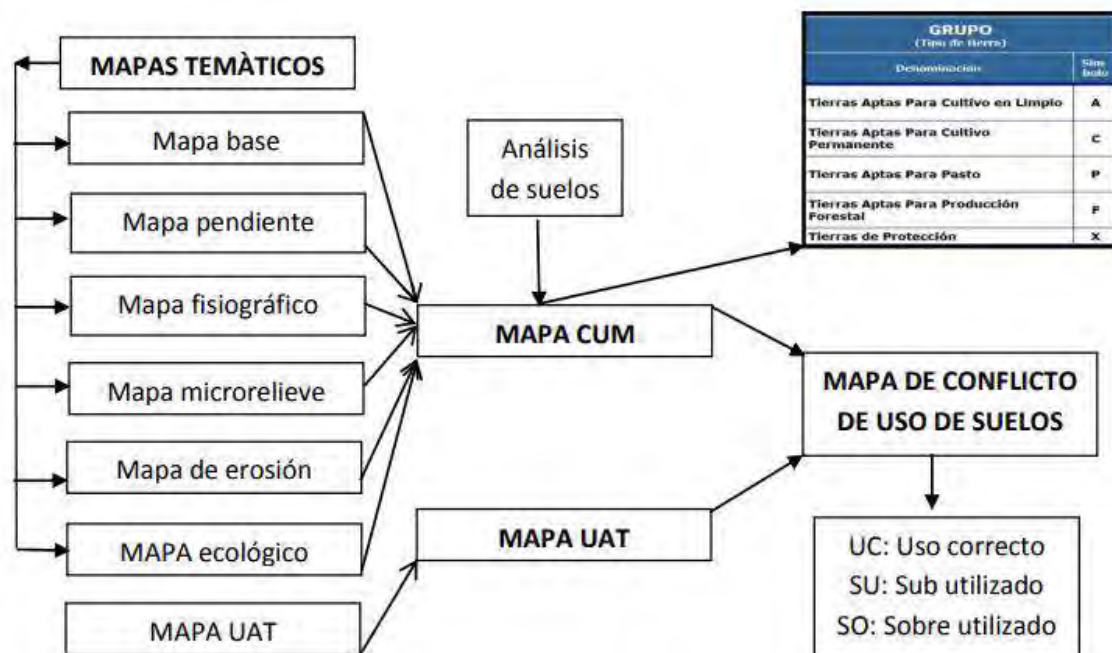 MAPAS TEMÀTICOS
Mapa base
Mapa pendiente
Mapa fisiográfico
Mapa microrelieve
Mapa de erosión
MAPA ecológico
MAPA UAT
Análisis
de suelos
MAPA CUM
MAPA UAT
GRUPO
(Tipo de tierra)
Denominación
Sím
bolo
Tierras Aptas Para Cultivo en Limpio A
Tierras Aptas Para Cultivo
Permanente C
Tierras Aptas Para Pasto P
Tierras Aptas Para Producción
Forestal F
Tierras de Protección X
MAPA DE CONFLICTO
DE USO DE SUELOS
UC: Uso correcto
SU: Sub utilizado
SO: Sobre utilizado